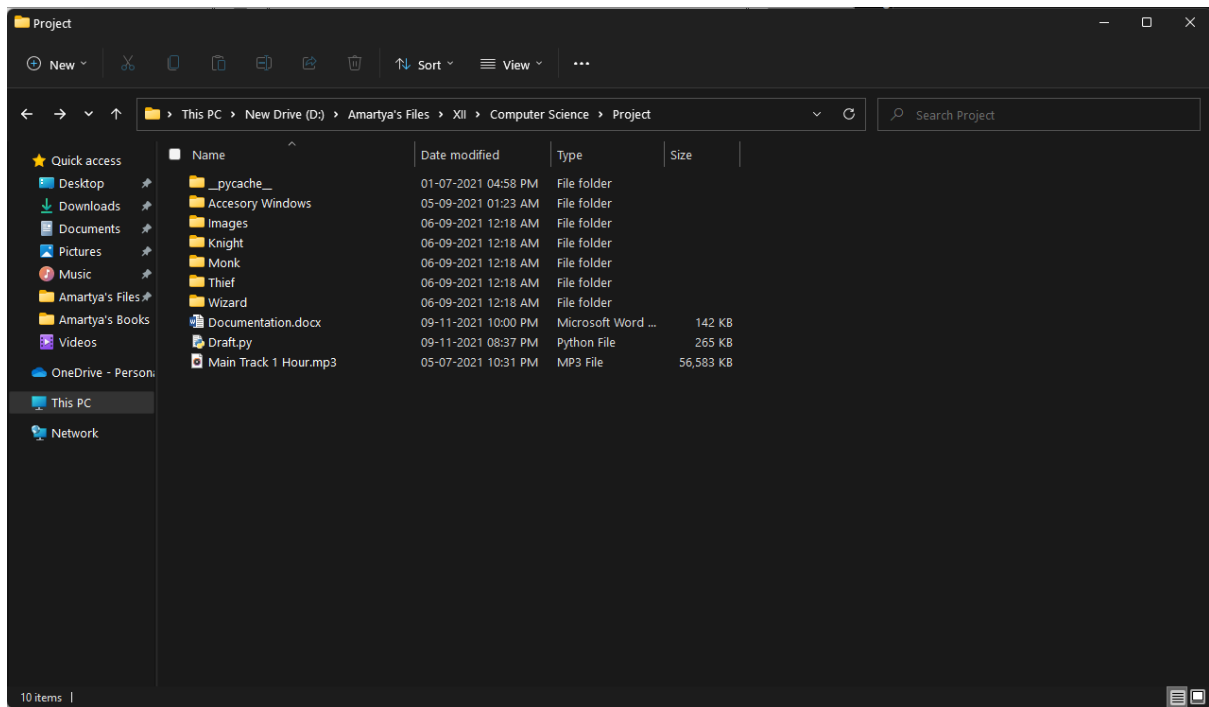 Project
New Sort View
This PC > New Drive (D:) > Amartya's Files > XII > Computer Science > Project Search Project
Quick access
Desktop
Downloads
Documents
Pictures
Music
Amartya's Files
Amartya's Books
Videos
OneDrive - Person
This PC
Network
Name Date modified Type Size
__pycache__ 01-07-2021 04:58 PM File folder
Accesory Windows 05-09-2021 01:23 AM File folder
Images 06-09-2021 12:18 AM File folder
Knight 06-09-2021 12:18 AM File folder
Monk 06-09-2021 12:18 AM File folder
Thief 06-09-2021 12:18 AM File folder
Wizard 06-09-2021 12:18 AM File folder
Documentation.docx 09-11-2021 10:00 PM Microsoft Word ... 142 KB
Draft.py 09-11-2021 08:37 PM Python File 265 KB
Main Track 1 Hour.mp3 05-07-2021 10:31 PM MP3 File 56,583 KB
10 items